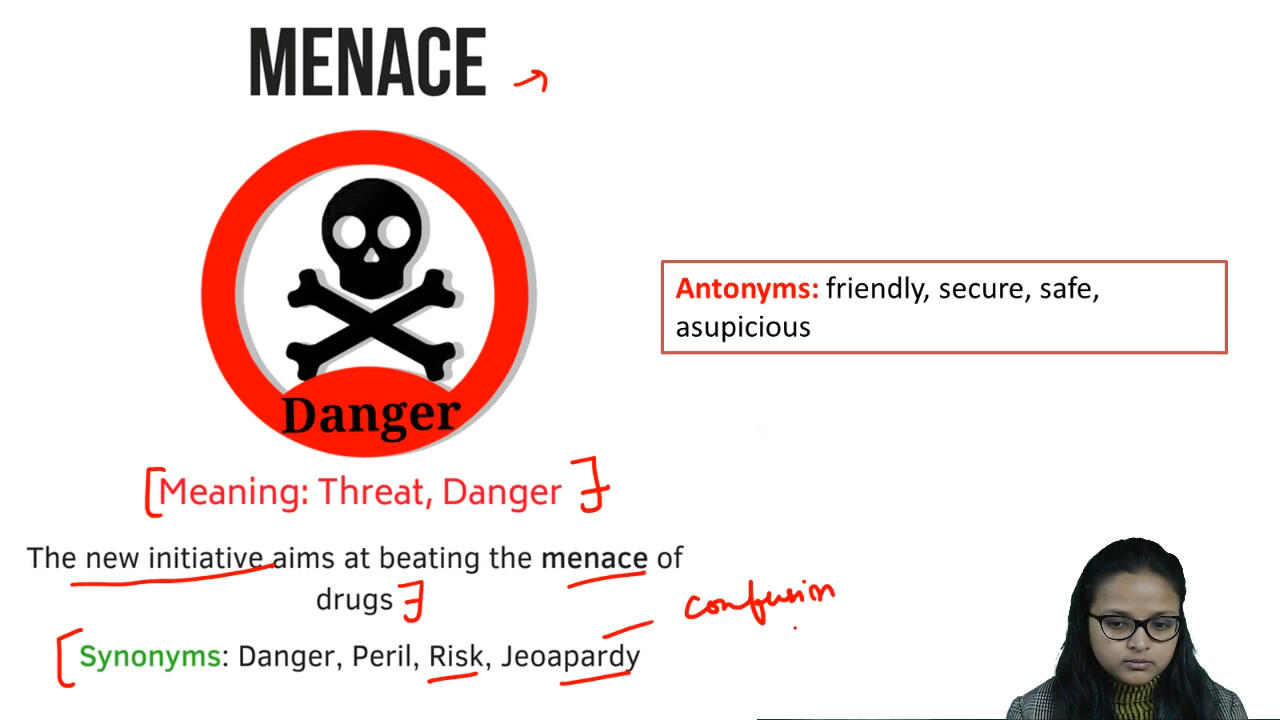 MENACE
Danger
Meaning: Threat, Danger
The new initiative aims at beating the menace of
drugs
confusion
Synonyms: Danger, Peril, Risk, Jeoapardy
Antonyms: friendly, secure, safe,
asupicious